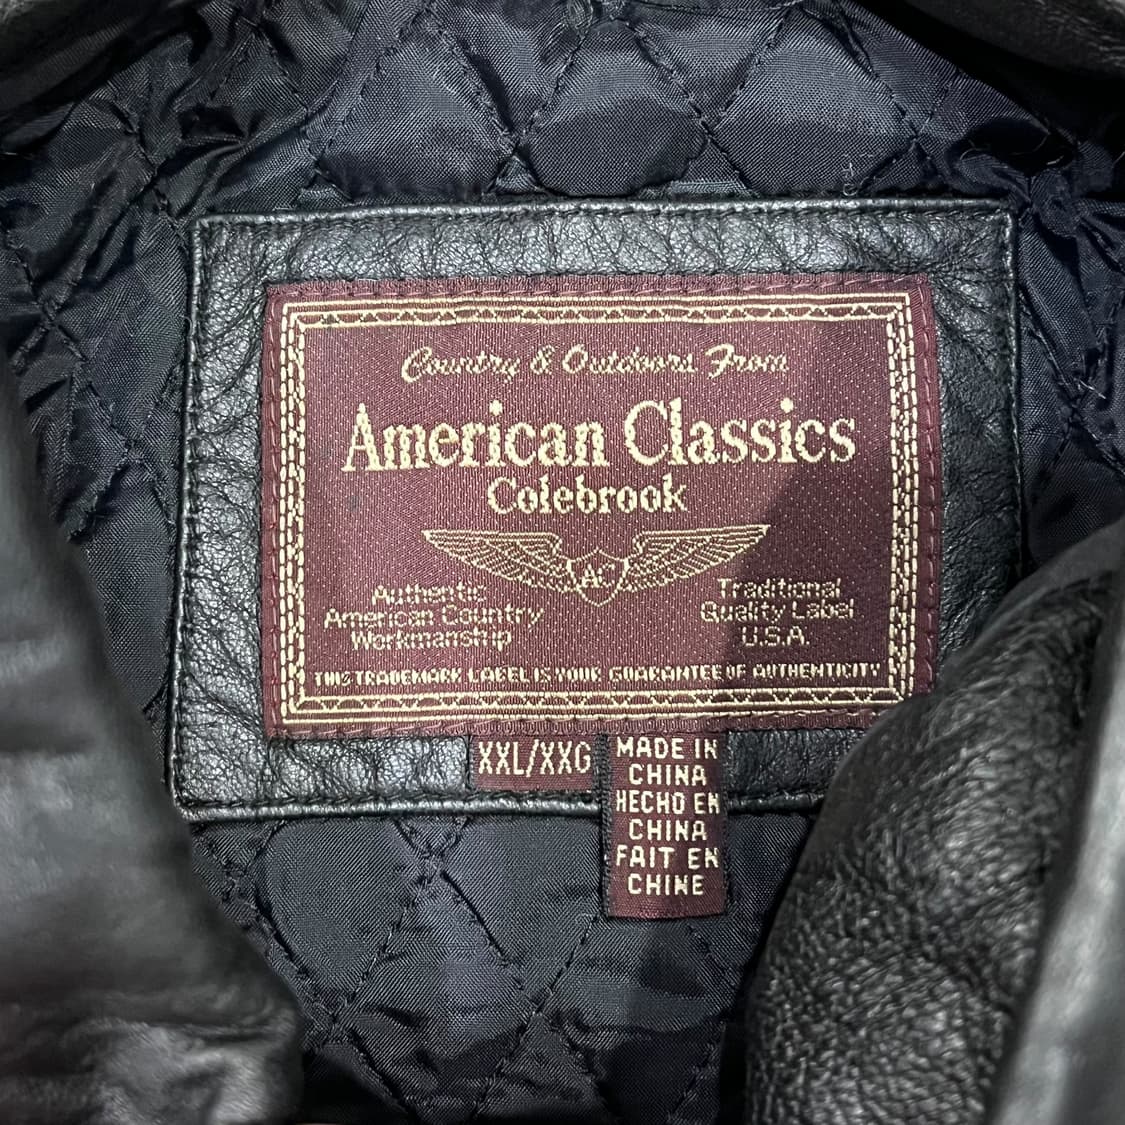 Country & Outdoors From
American Classics
Colebrook
AC
Authentic
American Country
Workmanship
Traditional
Quality Label
U.S.A.
THIS TRADEMARK LABEL IS YOUR GUARANTEE OF AUTHENTICITY
XXL/XXG
MADE IN
CHINA
HECHO EN
CHINA
FAIT EN
CHINE